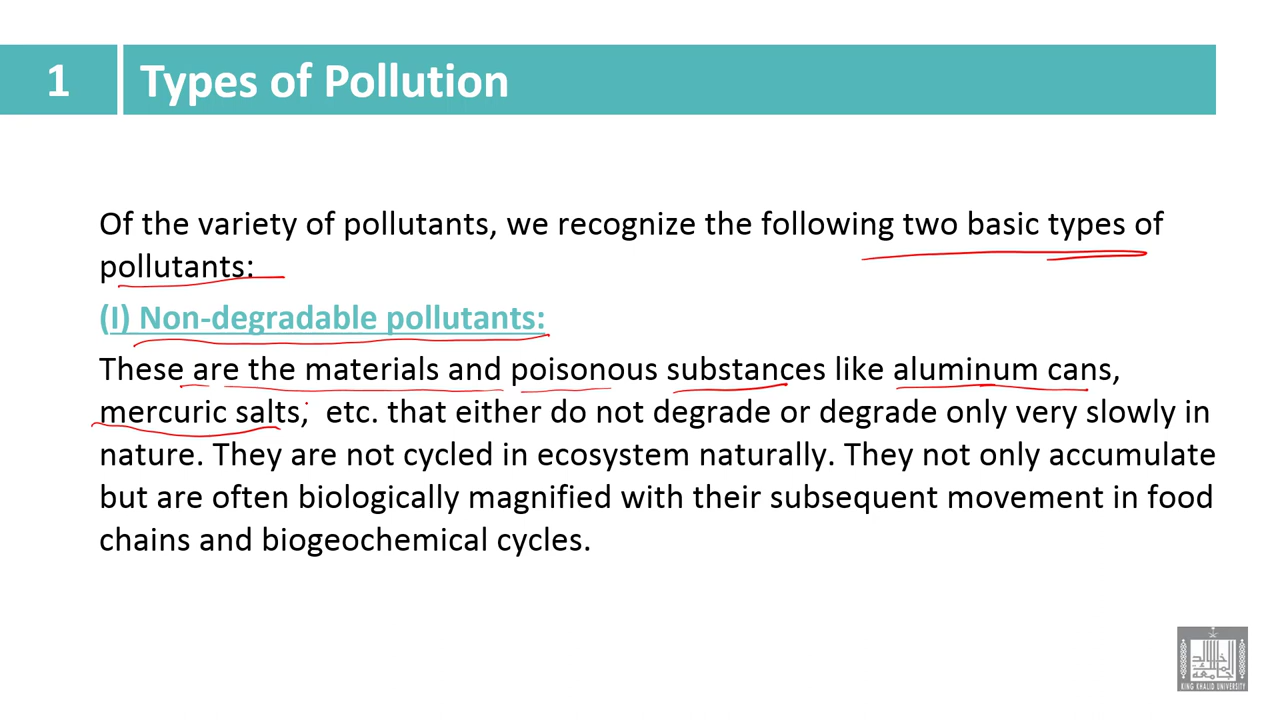 1
Types of Pollution
Of the variety of pollutants, we recognize the following two basic types of
pollutants:
(I) Non-degradable pollutants:
These are the materials and poisonous substances like aluminum cans,
mercuric salts, etc. that either do not degrade or degrade only very slowly in
nature. They are not cycled in ecosystem naturally. They not only accumulate
but are often biologically magnified with their subsequent movement in food
chains and biogeochemical cycles.
KING KHALID UNIVERSITY